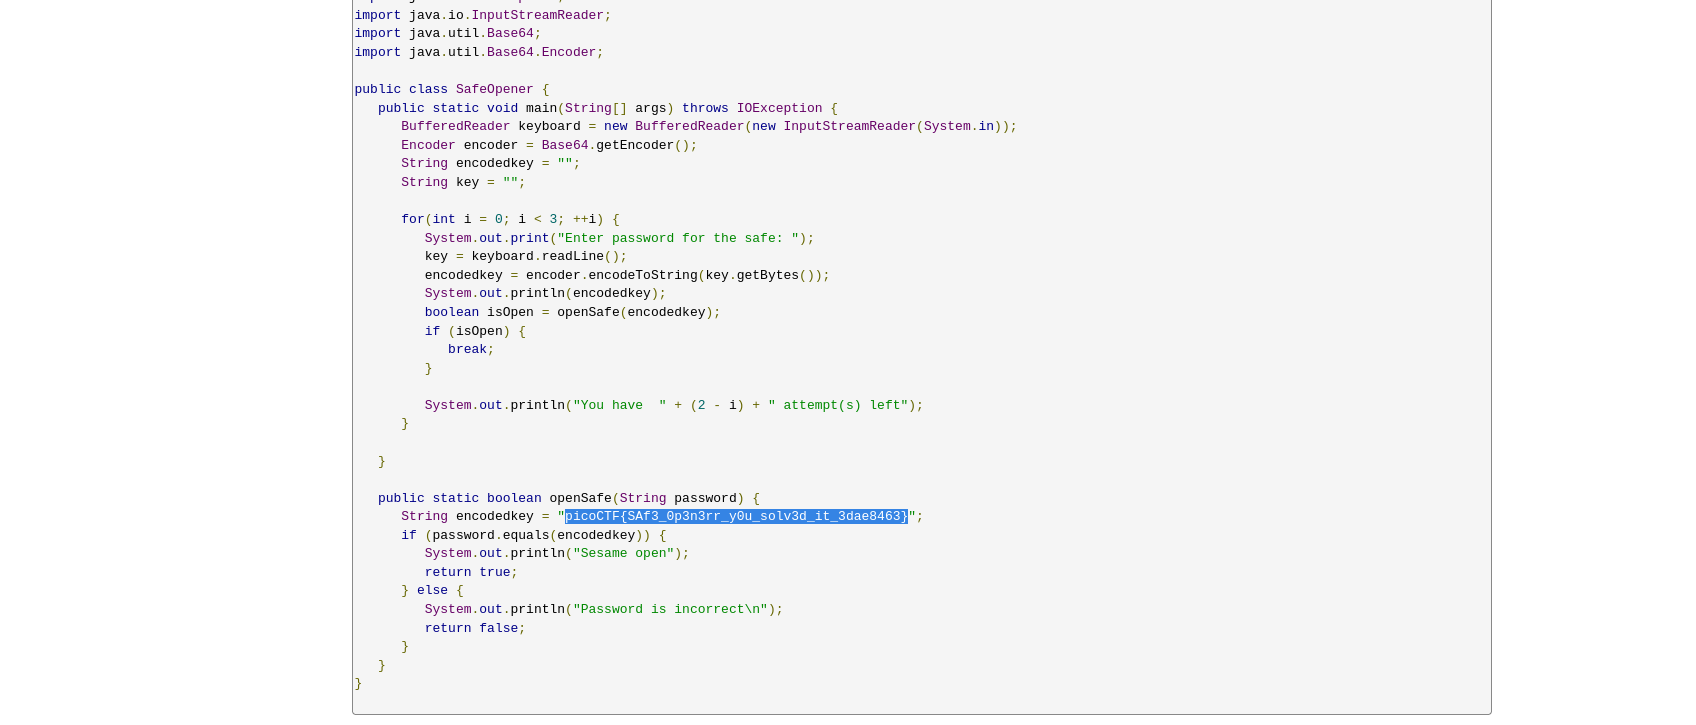 import java.io.InputStreamReader;
import java.util.Base64;
import java.util.Base64.Encoder;

public class SafeOpener {
   public static void main(String[] args) throws IOException {
      BufferedReader keyboard = new BufferedReader(new InputStreamReader(System.in));
      Encoder encoder = Base64.getEncoder();
      String encodedkey = "";
      String key = "";

      for(int i = 0; i < 3; ++i) {
         System.out.print("Enter password for the safe: ");
         key = keyboard.readLine();
         encodedkey = encoder.encodeToString(key.getBytes());
         System.out.println(encodedkey);
         boolean isOpen = openSafe(encodedkey);
         if (isOpen) {
            break;
         }

         System.out.println("You have  " + (2 - i) + " attempt(s) left");
      }

   }

   public static boolean openSafe(String password) {
      String encodedkey = "picoCTF{SAf3_0p3n3rr_y0u_solv3d_it_3dae8463}";
      if (password.equals(encodedkey)) {
         System.out.println("Sesame open");
         return true;
      } else {
         System.out.println("Password is incorrect\n");
         return false;
      }
   }
}